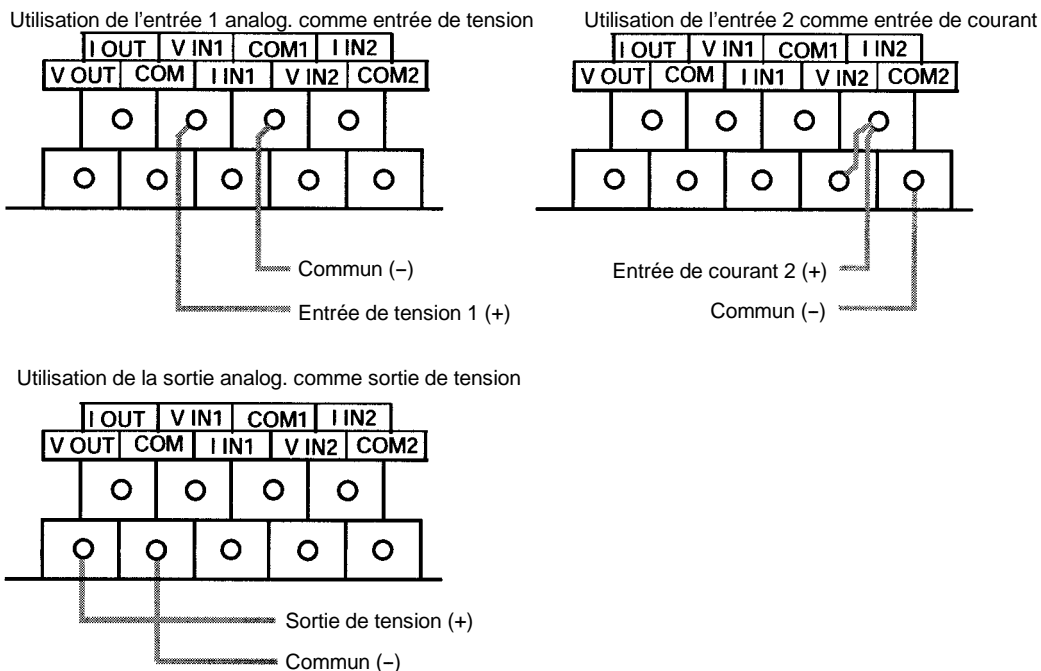 Utilisation de l'entrée 1 analog. comme entrée de tension
I OUT V IN1 COM1 I IN2
V OUT COM I IN1 V IN2 COM2
Commun (–)
Entrée de tension 1 (+)
Utilisation de l'entrée 2 comme entrée de courant
I OUT V IN1 COM1 I IN2
V OUT COM I IN1 V IN2 COM2
Entrée de courant 2 (+)
Commun (–)
Utilisation de la sortie analog. comme sortie de tension
I OUT V IN1 COM1 I IN2
V OUT COM I IN1 V IN2 COM2
Sortie de tension (+)
Commun (–)